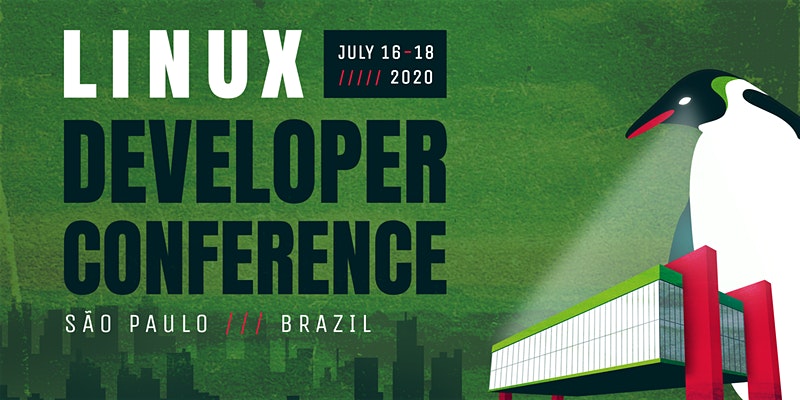 LINUX
JULY 16-18
///// 2020
DEVELOPER
CONFERENCE
SÃO PAULO /// BRAZIL